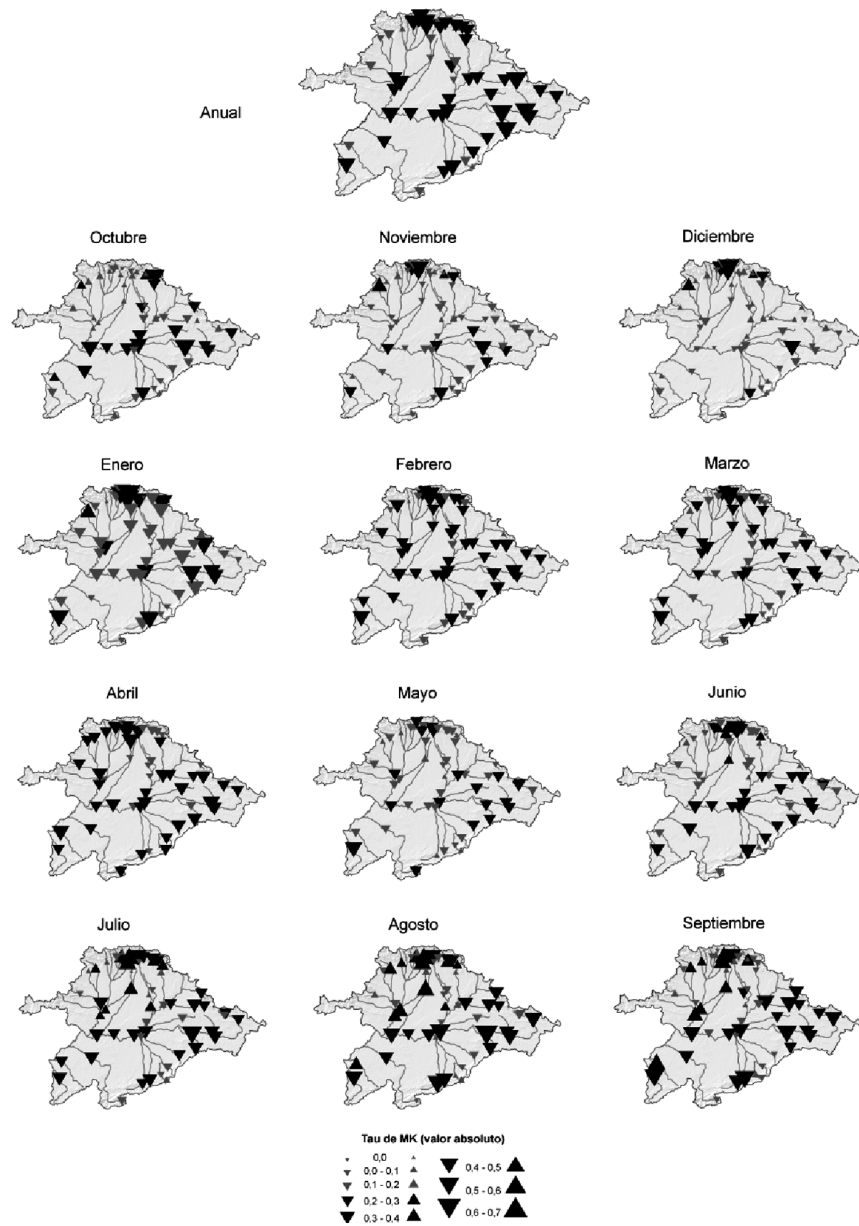 Anual
Octubre Noviembre Diciembre
Enero Febrero Marzo
Abril Mayo Junio
Julio Agosto Septiembre
Tau de MK (valor absoluto)
0,0
0,0 - 0,1 0,4 - 0,5
0,1 - 0,2 0,5 - 0,6
0,2 - 0,3 0,6 - 0,7
0,3 - 0,4